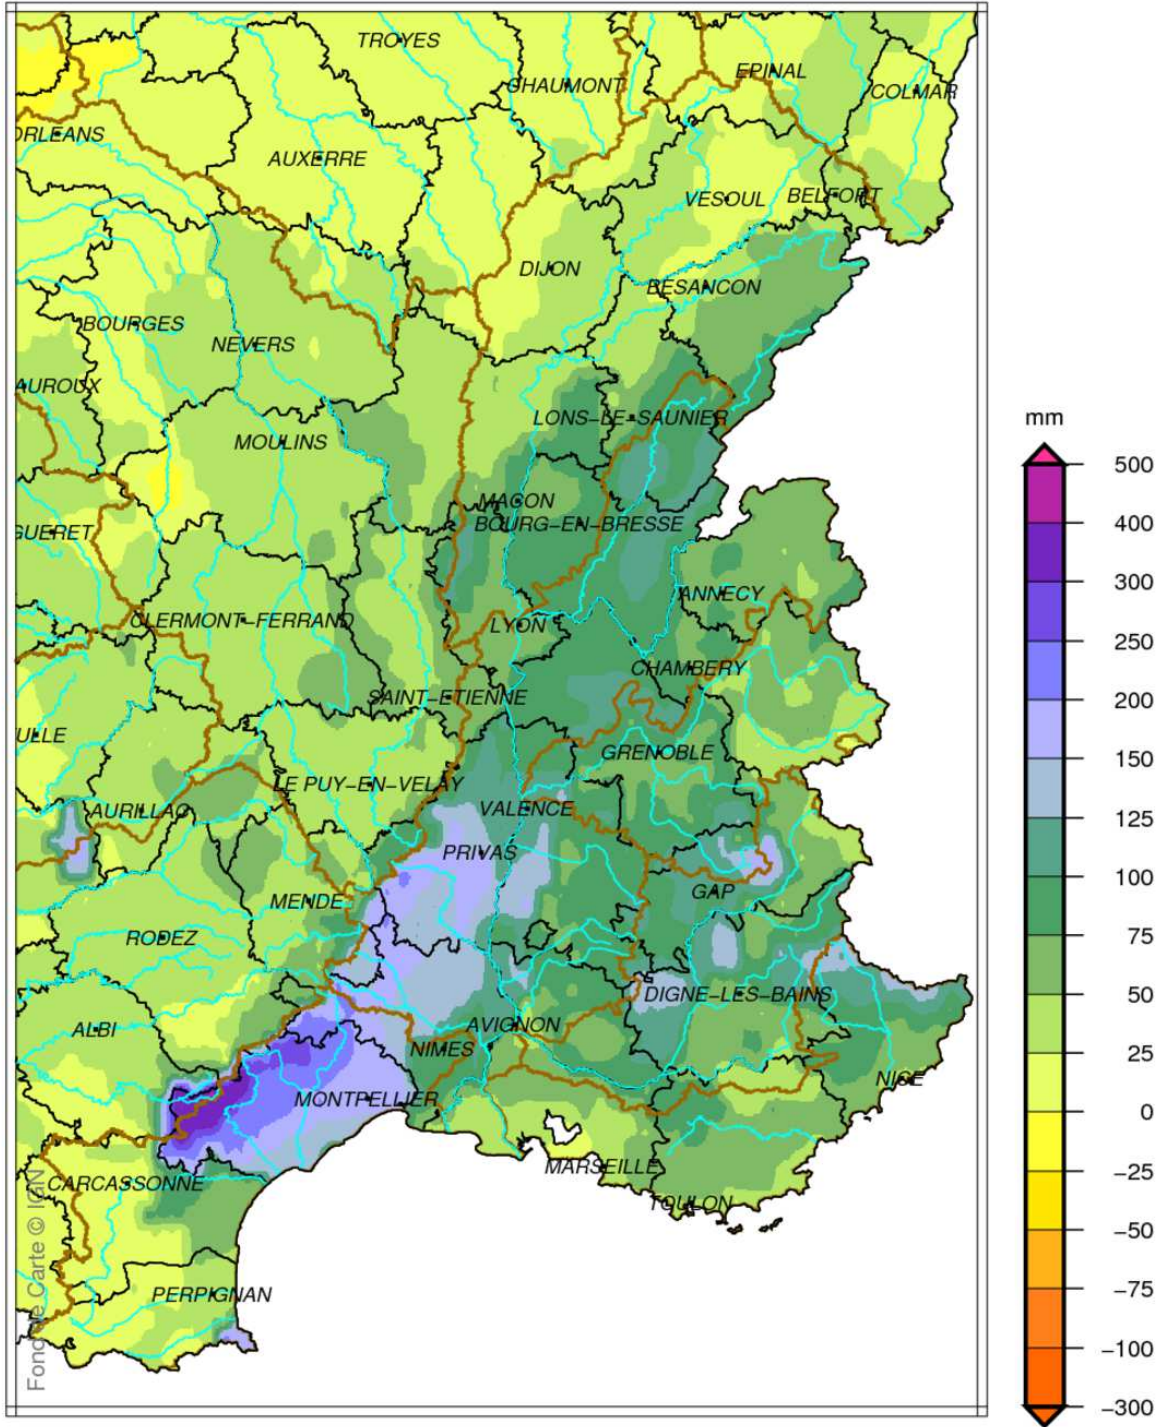 TROYES
CHAUMONT
EPINAL
COLMAR
ORLEANS
AUXERRE
VESOUL
BELFORT
DIJON
BESANCON
BOURGES
NEVERS
AUROUX
LONS-LE-SAUNIER
MOULINS
MACON
BOURG-EN-BRESSE
GUERET
ANNECY
CLERMONT-FERRAND
LYON
CHAMBERY
SAINT-ETIENNE
ULLE
GRENOBLE
LE PUY-EN-VELAY
AURILLAC
VALENCE
PRIVAS
GAP
MENDE
RODEZ
DIGNE-LES-BAINS
ALBI
AVIGNON
NIMES
NICE
MONTPELLIER
MARSEILLE
CARCASSONNE
TOULON
PERPIGNAN
Fond de Carte © IGN
mm
500
400
300
250
200
150
125
100
75
50
25
0
−25
−50
−75
−100
−300